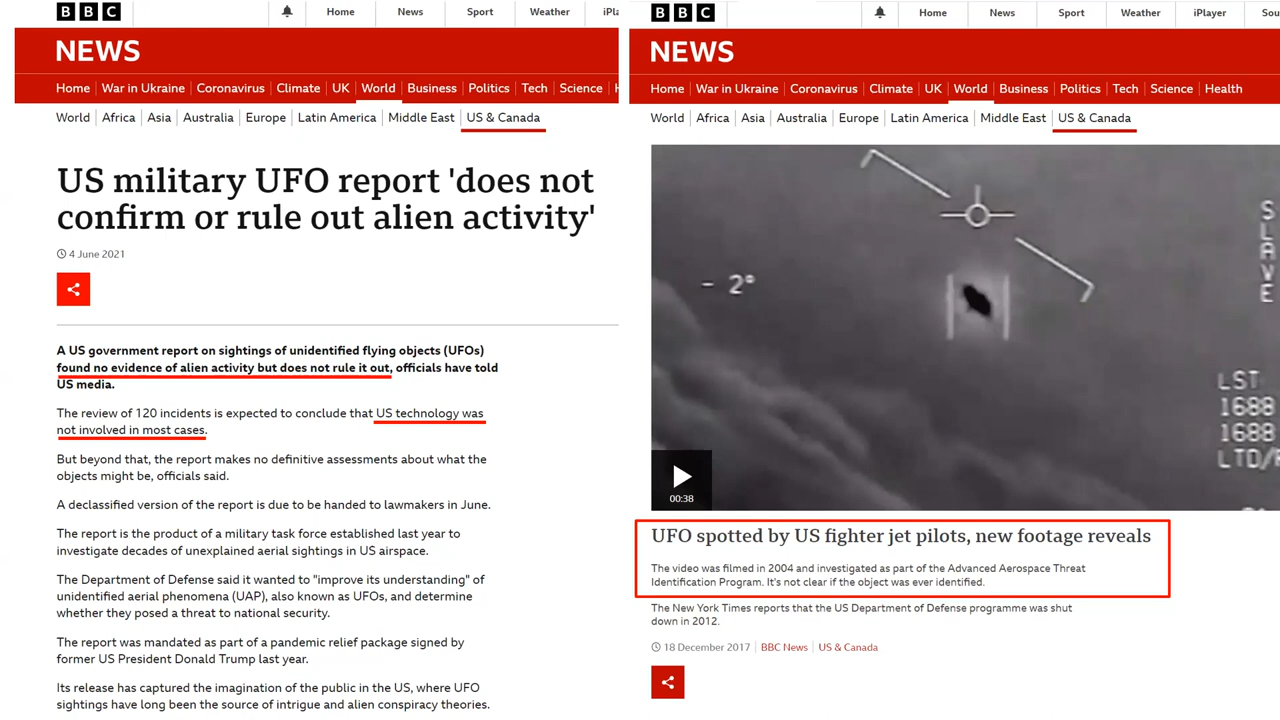 BBC
Home News Sport Weather
NEWS
Home War in Ukraine Coronavirus Climate UK World Business Politics Tech Science
World Africa Asia Australia Europe Latin America Middle East US & Canada
US military UFO report 'does not
confirm or rule out alien activity'
4 June 2021
A US government report on sightings of unidentified flying objects (UFOs)
found no evidence of alien activity but does not rule it out, officials have told
US media.
The review of 120 incidents is expected to conclude that US technology was
not involved in most cases.
But beyond that, the report makes no definitive assessments about what the
objects might be, officials said.
A declassified version of the report is due to be handed to lawmakers in June.
The report is the product of a military task force established last year to
investigate decades of unexplained aerial sightings in US airspace.
The Department of Defense said it wanted to "improve its understanding" of
unidentified aerial phenomena (UAP), also known as UFOs, and determine
whether they posed a threat to national security.
The report was mandated as part of a pandemic relief package signed by
former US President Donald Trump last year.
Its release has captured the imagination of the public in the US, where UFO
sightings have long been the source of intrigue and alien conspiracy theories.
BBC
Home News Sport Weather iPlayer
NEWS
Home War in Ukraine Coronavirus Climate UK World Business Politics Tech Science Health
World Africa Asia Australia Europe Latin America Middle East US & Canada
- 2°
SLAVE
LST
1688
1688
00:38
UFO spotted by US fighter jet pilots, new footage reveals
The video was filmed in 2004 and investigated as part of the Advanced Aerospace Threat
Identification Program. It's not clear if the object was ever identified.
The New York Times reports that the US Department of Defense programme was shut
down in 2012.
18 December 2017 BBC News US & Canada